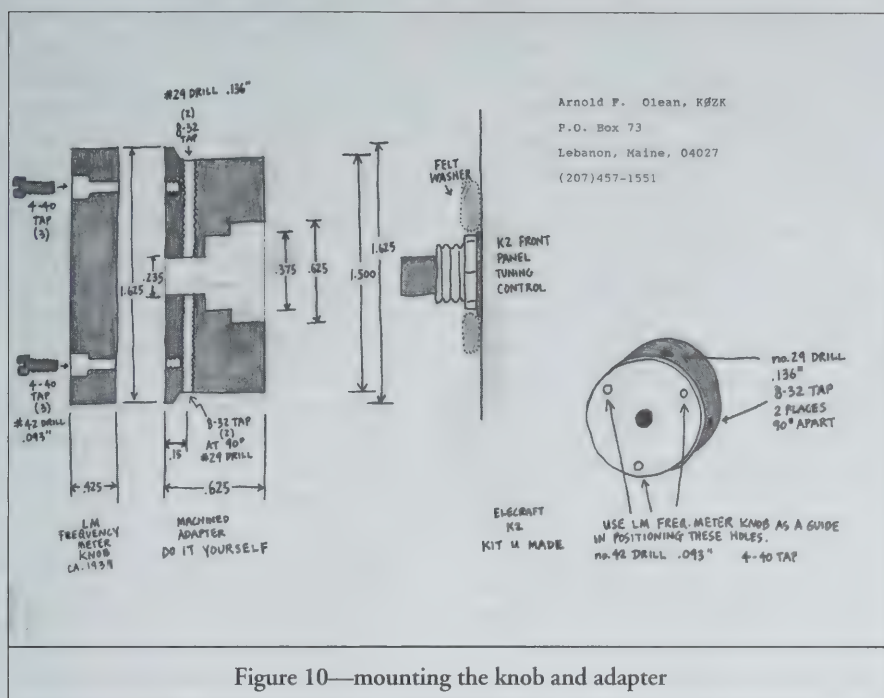 #29 DRILL .136"
(2)
8-32
TAP
4-40
TAP
(3)
4-40
TAP
(3)
#42 DRILL
.093"
1.625
.235
.375
.625
1.500
1.625
8-32 TAP
(2)
AT 90°
#29 DRILL
.15
.425
.625
LM
FREQUENCY
METER
KNOB
CA. 1939
MACHINED
ADAPTER
DO IT YOURSELF
FELT
WASHER
K2 FRONT
PANEL
TUNING
CONTROL
Arnold F. Olean, KØZK
P.O. Box 73
Lebanon, Maine, 04027
(207)457-1551
no.29 DRILL
.136"
8-32 TAP
2 PLACES
90° APART
ELECRAFT
K2
KIT U MADE
USE LM FREQ. METER KNOB AS A GUIDE
IN POSITIONING THESE HOLES.
no.42 DRILL .093" 4-40 TAP
Figure 10—mounting the knob and adapter